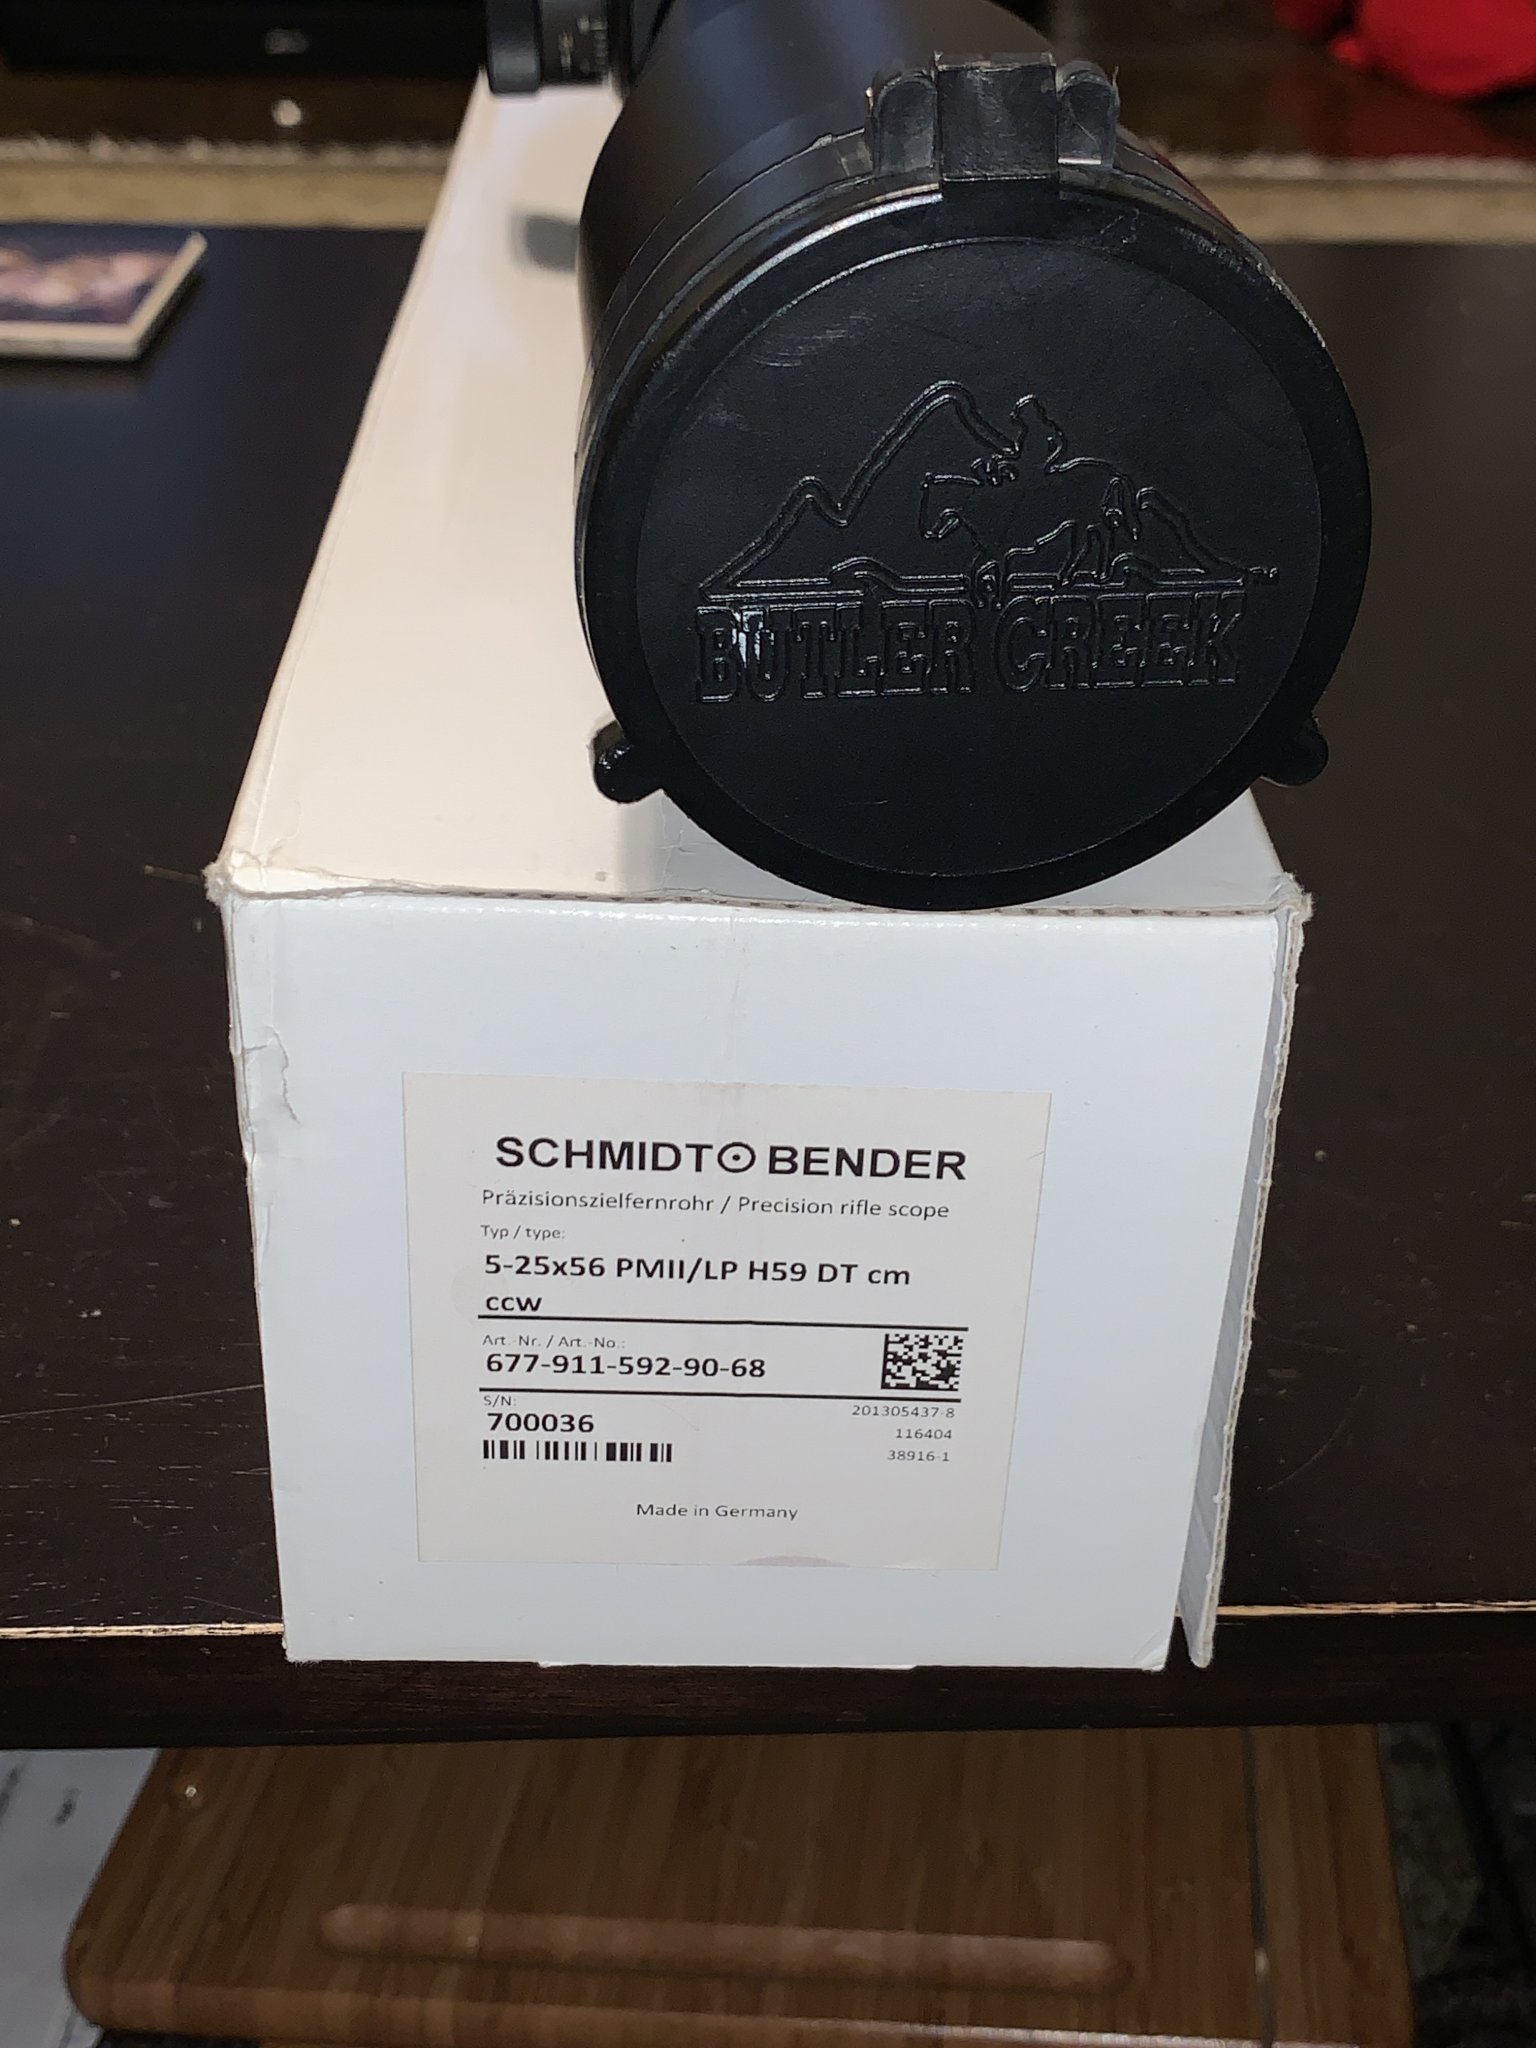 BUTLER CREEK
SCHMIDT BENDER
Präzisionszielfernrohr / Precision rifle scope
Typ / type:
5-25x56 PMII/LP H59 DT cm
ccw
Art.-Nr. / Art.-No.:
677-911-592-90-68
S/N:
700036
201305437-8
116404
38916-1
Made in Germany